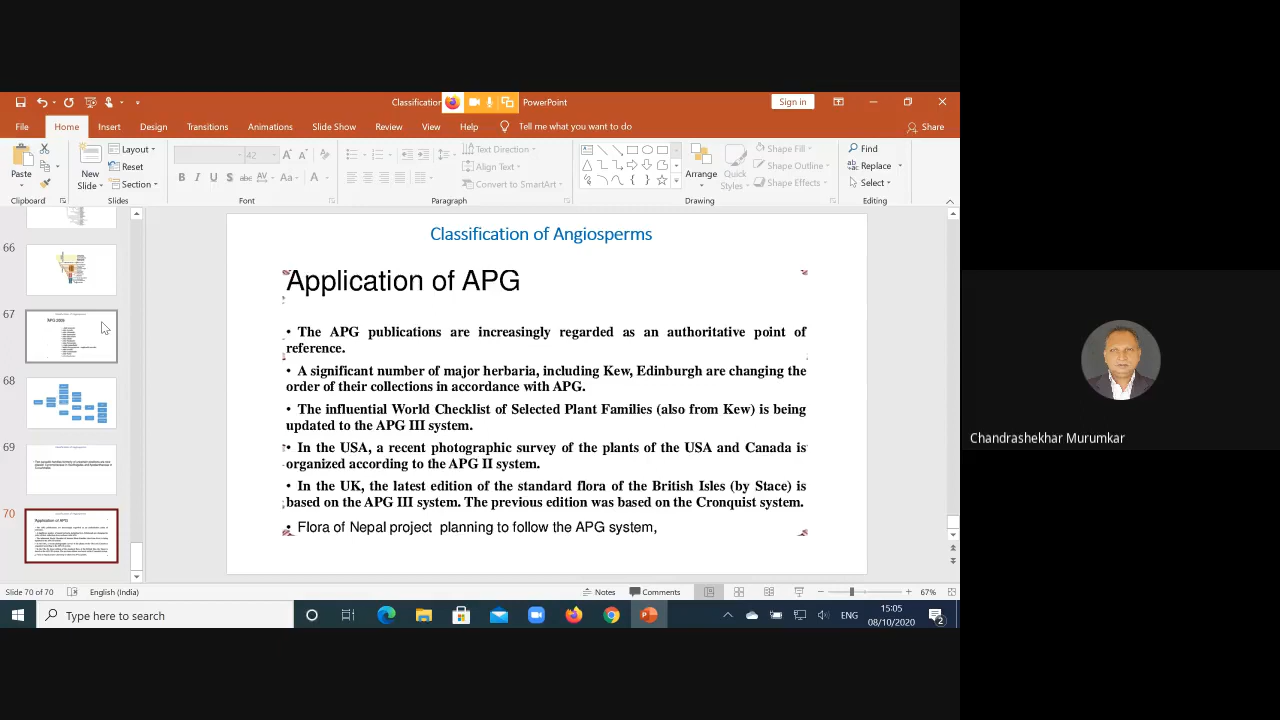 Classification
PowerPoint
Sign in
File
Home
Insert
Design
Transitions
Animations
Slide Show
Review
View
Help
Tell me what you want to do
Share
Paste
New Slide
Layout
Reset
Section
42
B I U S abc AV Aa A
Text Direction
Align Text
Convert to SmartArt
Arrange
Quick Styles
Shape Fill
Shape Outline
Shape Effects
Find
Replace
Select
Clipboard
Slides
Font
Paragraph
Drawing
Editing
66
67
68
69
70
Classification of Angiosperms
Application of APG
• The APG publications are increasingly regarded as an authoritative point of
reference.
• A significant number of major herbaria, including Kew, Edinburgh are changing the
order of their collections in accordance with APG.
• The influential World Checklist of Selected Plant Families (also from Kew) is being
updated to the APG III system.
• In the USA, a recent photographic survey of the plants of the USA and Canada is
organized according to the APG II system.
• In the UK, the latest edition of the standard flora of the British Isles (by Stace) is
based on the APG III system. The previous edition was based on the Cronquist system.
• Flora of Nepal project planning to follow the APG system,
Chandrashekhar Murumkar
Slide 70 of 70
English (India)
Notes
Comments
67%
Type here to search
ENG
15:05
08/10/2020
2